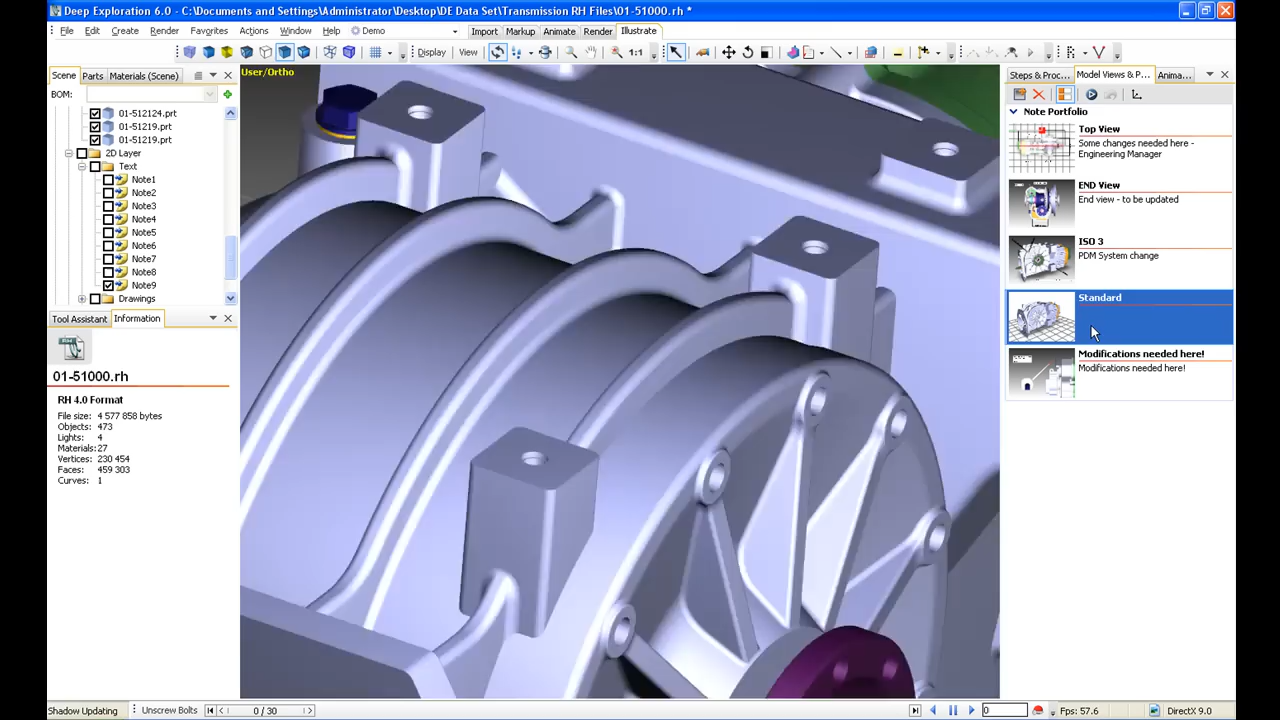 Deep Exploration 6.0 - C:\Documents and Settings\Administrator\Desktop\DE Data Set\Transmission RH Files\01-51000.rh *
File Edit Create Render Favorites Actions Window Help Demo Import Markup Animate Render Illustrate
Display View 1:1
Scene Parts Materials (Scene)
BOM:
01-512124.prt
01-51219.prt
01-51219.prt
2D Layer
Text
Note1
Note2
Note3
Note4
Note5
Note6
Note7
Note8
Note9
Drawings
Tool Assistant Information
01-51000.rh
RH 4.0 Format
File size: 4 577 858 bytes
Objects: 473
Lights: 4
Materials: 27
Vertices: 230 454
Faces: 459 303
Curves: 1
User/Ortho
Steps & Proc... Model Views & P... Anima...
Note Portfolio
Top View
Some changes needed here -
Engineering Manager
END View
End view - to be updated
ISO 3
PDM System change
Standard
Modifications needed here!
Modifications needed here!
Shadow Updating Unscrew Bolts 0 / 30 0 Fps: 57.6 DirectX 9.0